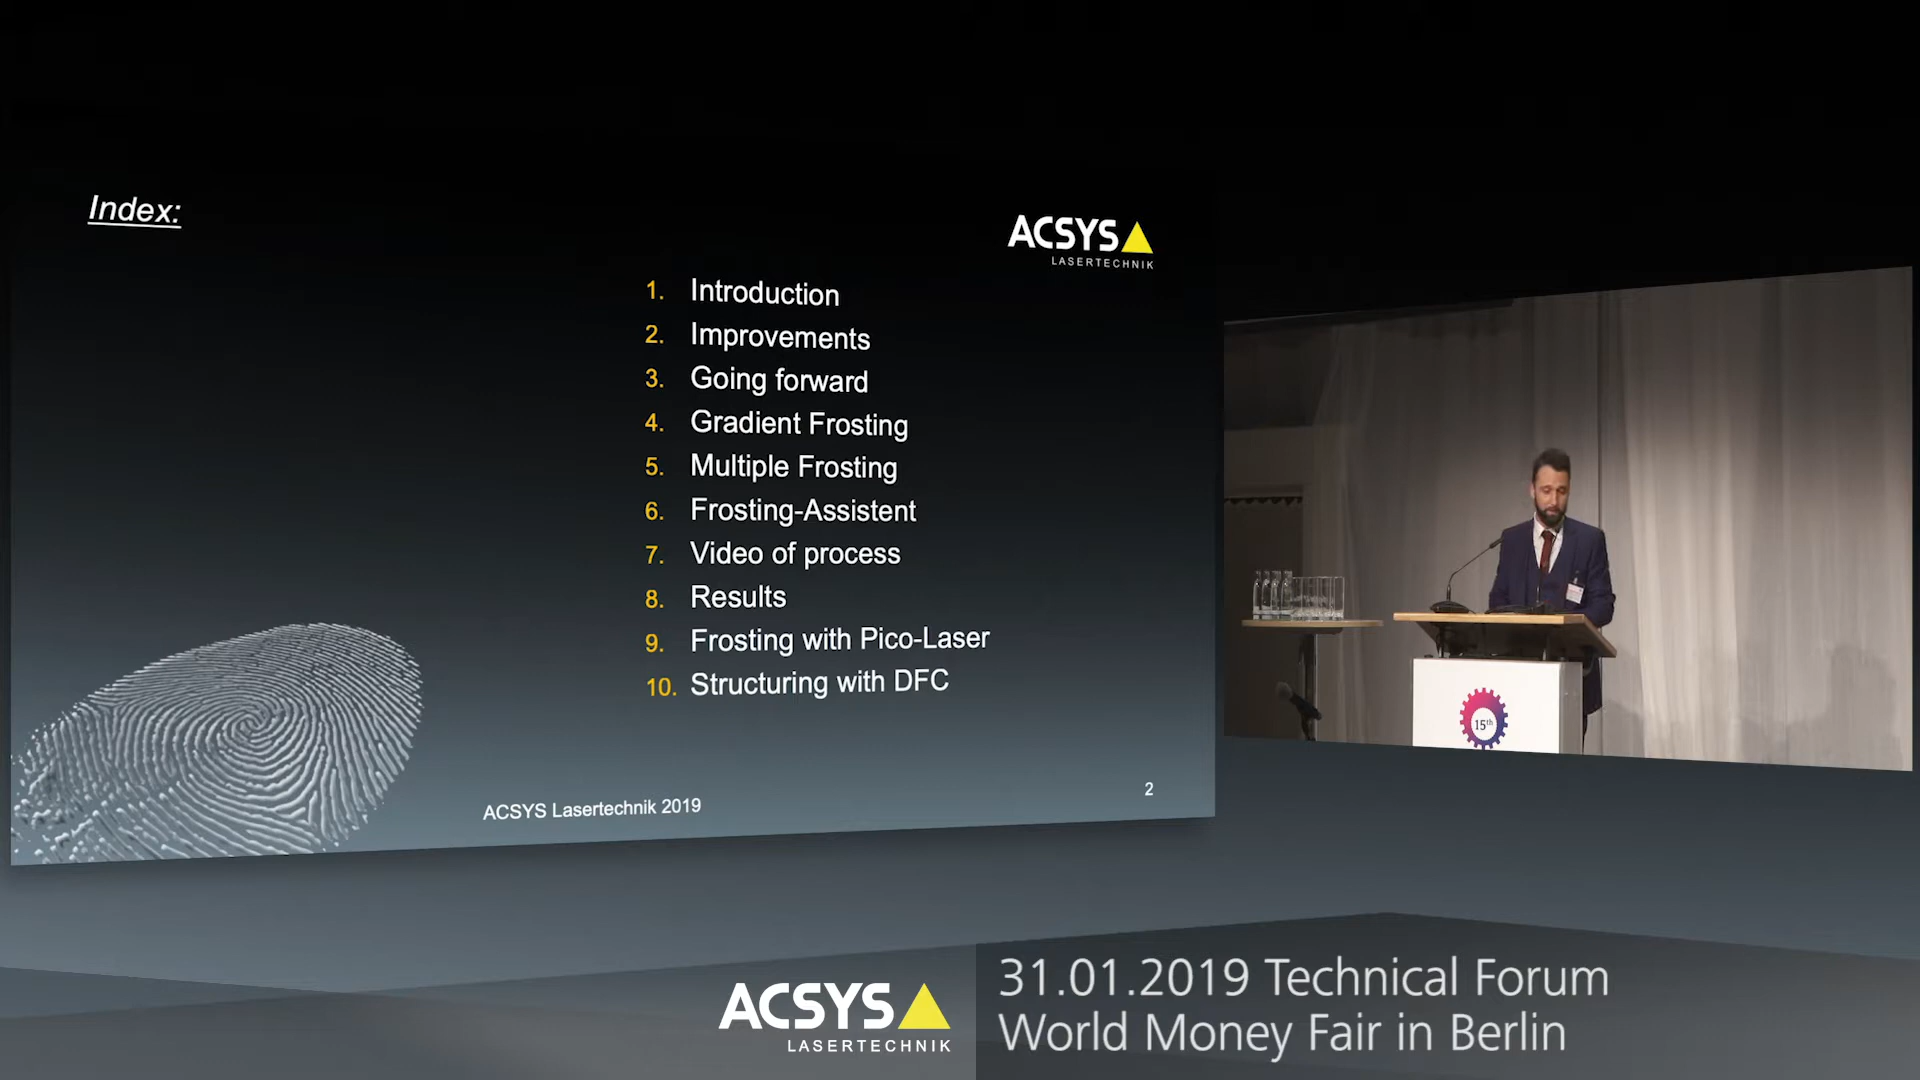 Index:
ACSYS
LASERTECHNIK
1. Introduction
2. Improvements
3. Going forward
4. Gradient Frosting
5. Multiple Frosting
6. Frosting-Assistent
7. Video of process
8. Results
9. Frosting with Pico-Laser
10. Structuring with DFC
ACSYS Lasertechnik 2019
2
15th
ACSYS
LASERTECHNIK
31.01.2019 Technical Forum
World Money Fair in Berlin